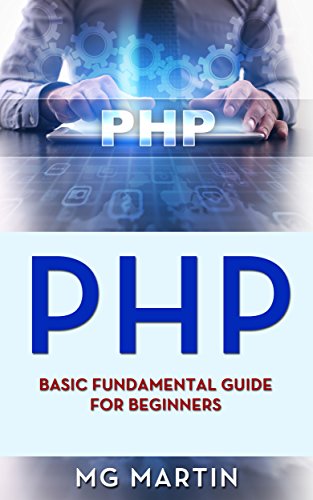 PHP
PHP
BASIC FUNDAMENTAL GUIDE
FOR BEGINNERS
MG MARTIN